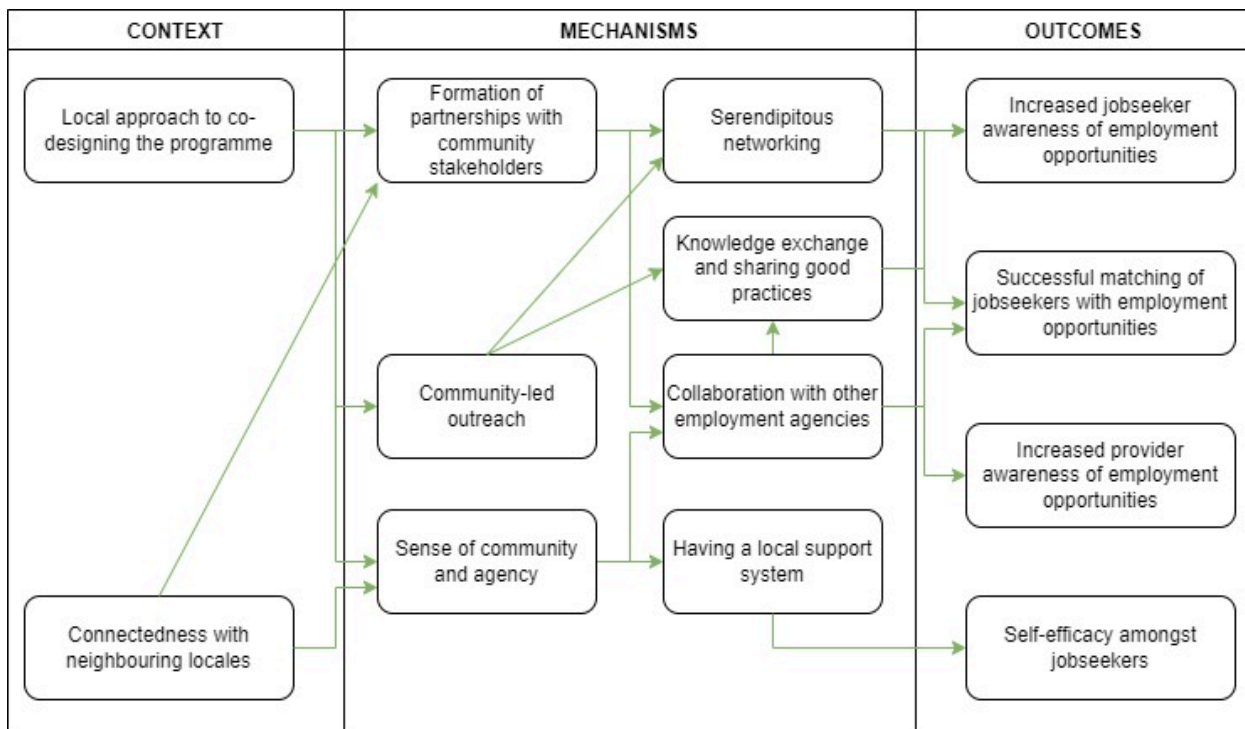 CONTEXT
MECHANISMS
OUTCOMES
Local approach to co-
designing the programme
Connectedness with
neighbouring locales
Formation of
partnerships with
community
stakeholders
Community-led
outreach
Sense of community
and agency
Serendipitous
networking
Knowledge exchange
and sharing good
practices
Collaboration with other
employment agencies
Having a local support
system
Increased jobseeker
awareness of employment
opportunities
Successful matching of
jobseekers with employment
opportunities
Increased provider
awareness of employment
opportunities
Self-efficacy amongst
jobseekers